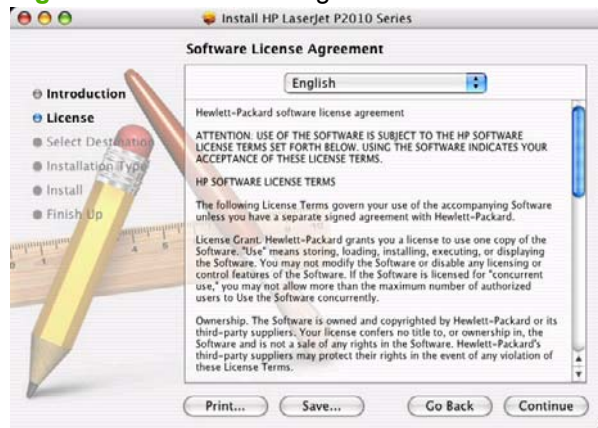 Install HP LaserJet P2010 Series
Software License Agreement
Introduction
License
Select Destination
Installation Type
Install
Finish Up
English
Hewlett-Packard software license agreement
ATTENTION: USE OF THE SOFTWARE IS SUBJECT TO THE HP SOFTWARE
LICENSE TERMS SET FORTH BELOW. USING THE SOFTWARE INDICATES YOUR
ACCEPTANCE OF THESE LICENSE TERMS.
HP SOFTWARE LICENSE TERMS
The following License Terms govern your use of the accompanying Software
unless you have a separate signed agreement with Hewlett-Packard.
License Grant. Hewlett-Packard grants you a license to use one copy of the
Software. "Use" means storing, loading, installing, executing, or displaying
the Software. You may not modify the Software or disable any licensing or
control features of the Software. If the Software is licensed for "concurrent
use," you may not allow more than the maximum number of authorized
users to Use the Software concurrently.
Ownership. The Software is owned and copyrighted by Hewlett-Packard or its
third-party suppliers. Your license confers no title to, or ownership in, the
Software and is not a sale of any rights in the Software. Hewlett-Packard's
third-party suppliers may protect their rights in the event of any violation of
these License Terms.
Print...
Save...
Go Back
Continue